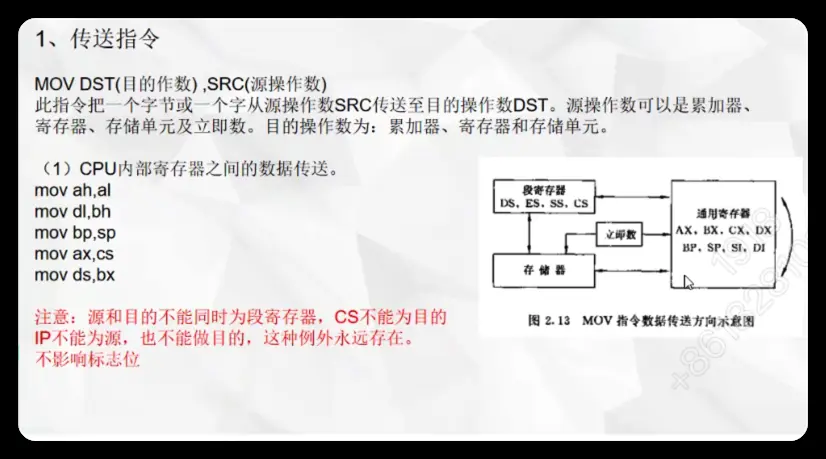 1、传送指令
MOV DST(目的作数) ,SRC(源操作数)
此指令把一个字节或一个字从源操作数SRC传送至目的操作数DST。源操作数可以是累加器、
寄存器、存储单元及立即数。目的操作数为：累加器、寄存器和存储单元。
（1）CPU内部寄存器之间的数据传送。
mov ah,al
mov dl,bh
mov bp,sp
mov ax,cs
mov ds,bx
注意：源和目的不能同时为段寄存器，CS不能为目的
IP不能为源，也不能做目的，这种例外永远存在。
不影响标志位
段寄存器
DS、ES、SS、CS
立即数
存储器
通用寄存器
AX、BX、CX、DX
BP、SP、SI、DI
图 2.13 MOV 指令数据传送方向示意图